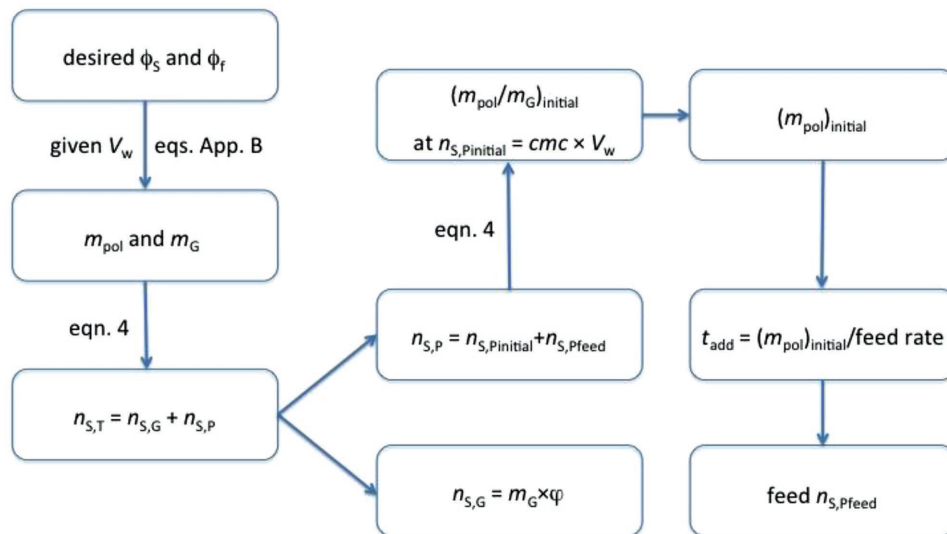 desired ϕS and ϕf
given Vw eqs. App. B
mpol and mG
eqn. 4
nS,T = nS,G + nS,P
(mpol/mG)initial
at nS,Pinitial = cmc × Vw
eqn. 4
nS,P = nS,Pinitial+nS,Pfeed
nS,G = mG×φ
(mpol)initial
tadd = (mpol)initial/feed rate
feed nS,Pfeed